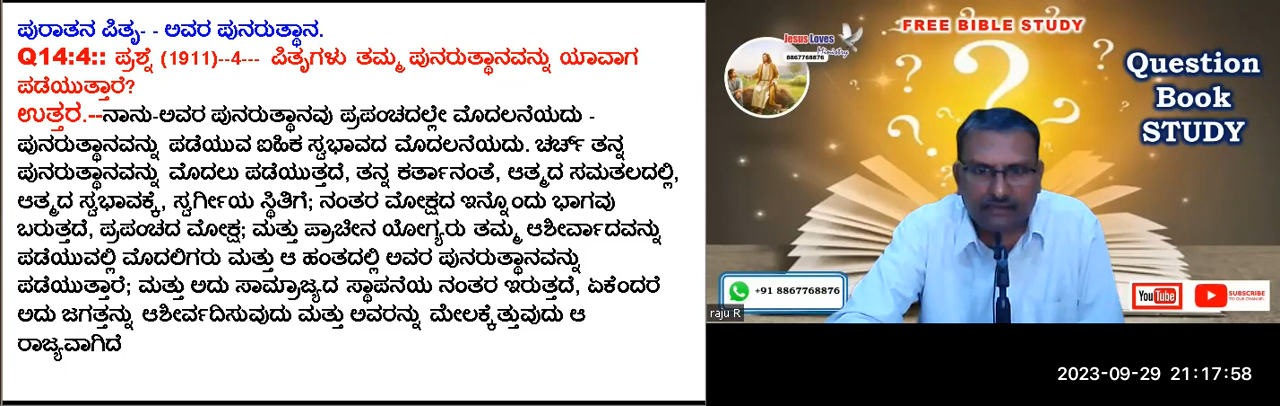 ಪುರಾತನ ಪಿತೃ- - ಅವರ ಪುನರುತ್ಥಾನ.
Q14:4:: ಪ್ರಶ್ನೆ (1911)--4--- ಪಿತೃಗಳು ತಮ್ಮ ಪುನರುತ್ಥಾನವನ್ನು ಯಾವಾಗ
ಪಡೆಯುತ್ತಾರೆ?
ಉತ್ತರ.--ನಾನು-ಅವರ ಪುನರುತ್ಥಾನವು ಪ್ರಪಂಚದಲ್ಲೇ ಮೊದಲನೆಯದು -
ಪುನರುತ್ಥಾನವನ್ನು ಪಡೆಯುವ ಐಹಿಕ ಸ್ವಭಾವದ ಮೊದಲನೆಯದು. ಚರ್ಚ್ ತನ್ನ
ಪುನರುತ್ಥಾನವನ್ನು ಮೊದಲು ಪಡೆಯುತ್ತದೆ, ತನ್ನ ಕರ್ತಾನಂತೆ, ಆತ್ಮದ ಸಮತಲದಲ್ಲಿ,
ಆತ್ಮದ ಸ್ವಭಾವಕ್ಕೆ, ಸ್ವರ್ಗೀಯ ಸ್ಥಿತಿಗೆ; ನಂತರ ಮೋಕ್ಷದ ಇನ್ನೊಂದು ಭಾಗವು
ಬರುತ್ತದೆ, ಪ್ರಪಂಚದ ಮೋಕ್ಷ; ಮತ್ತು ಪ್ರಾಚೀನ ಯೋಗ್ಯರು ತಮ್ಮ ಆಶೀರ್ವಾದವನ್ನು
ಪಡೆಯುವಲ್ಲಿ ಮೊದಲಿಗರು ಮತ್ತು ಆ ಹಂತದಲ್ಲಿ ಅವರ ಪುನರುತ್ಥಾನವನ್ನು
ಪಡೆಯುತ್ತಾರೆ; ಮತ್ತು ಅದು ಸಾಮ್ರಾಜ್ಯದ ಸ್ಥಾಪನೆಯ ನಂತರ ಇರುತ್ತದೆ, ಏಕೆಂದರೆ
ಅದು ಜಗತ್ತನ್ನು ಆಶೀರ್ವದಿಸುವುದು ಮತ್ತು ಅವರನ್ನು ಮೇಲಕ್ಕೆತ್ತುವುದು ಆ
ರಾಜ್ಯವಾಗಿದೆ
FREE BIBLE STUDY
Jesus Loves
Ministry
8867768876
Question
Book
STUDY
+91 8867768876
YouTube
SUBSCRIBE
TO OUR CHANNEL
raju R
2023-09-29 21:17:58